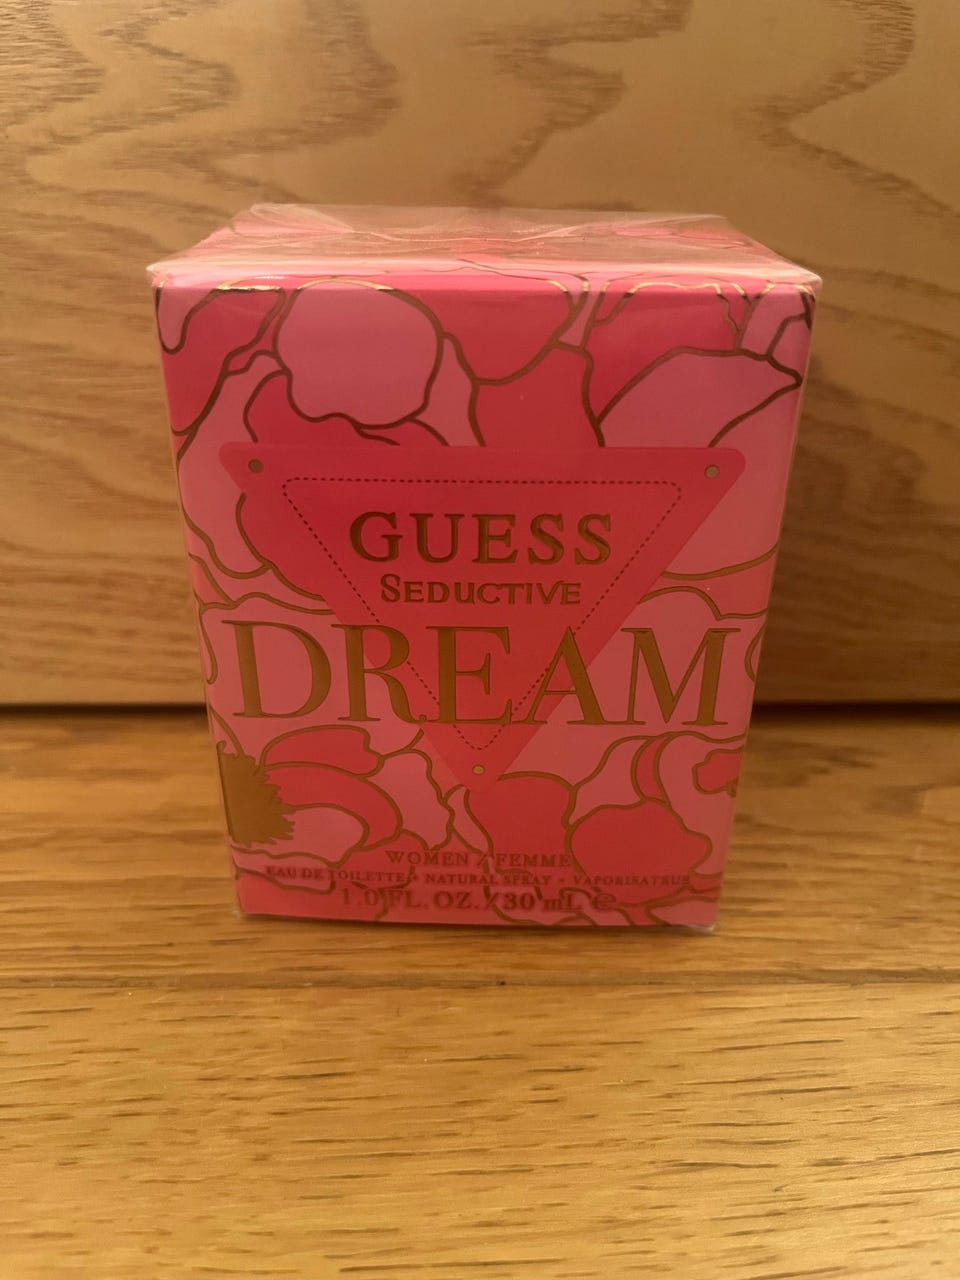 GUESS
SEDUCTIVE
DREAM
WOMEN / FEMME
EAU DE TOILETTE • NATURAL SPRAY • VAPORISATEUR
1.0 FL. OZ. / 30 mL ℮